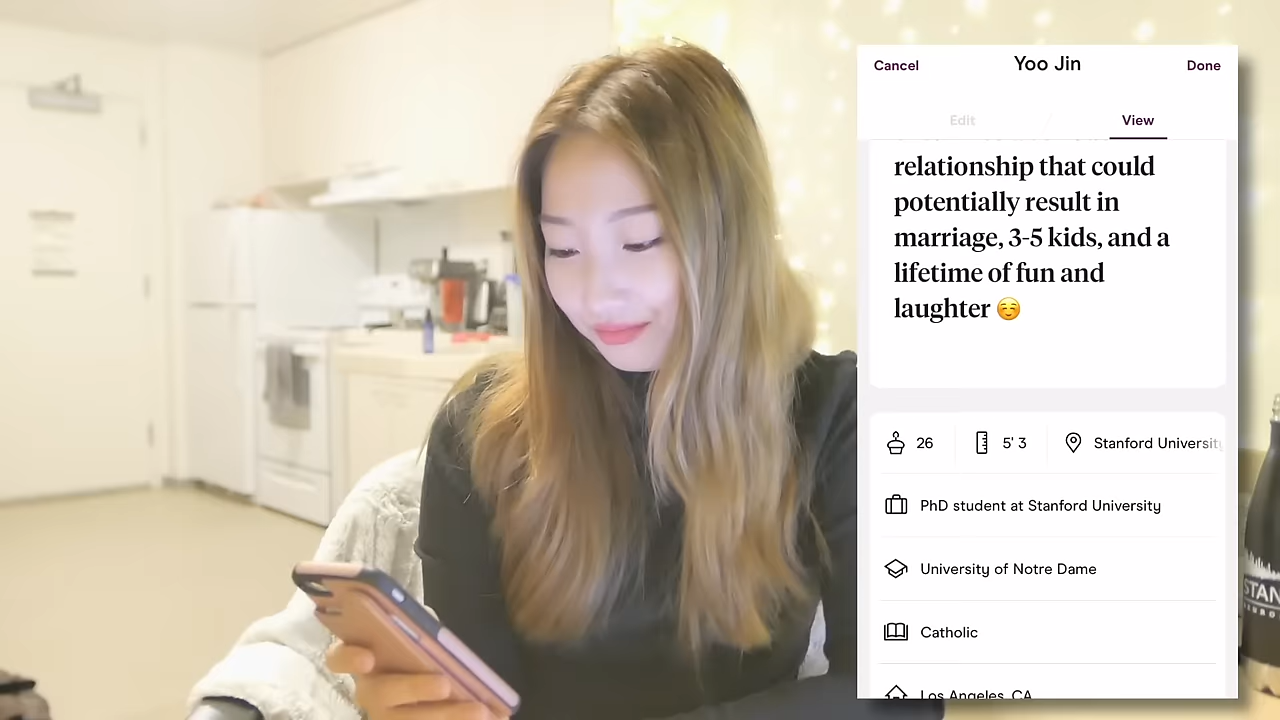 Cancel
Yoo Jin
Done
Edit
View
relationship that could
potentially result in
marriage, 3-5 kids, and a
lifetime of fun and
laughter ☺️
26
5' 3
Stanford University
PhD student at Stanford University
University of Notre Dame
Catholic
Los Angeles, CA
STAN